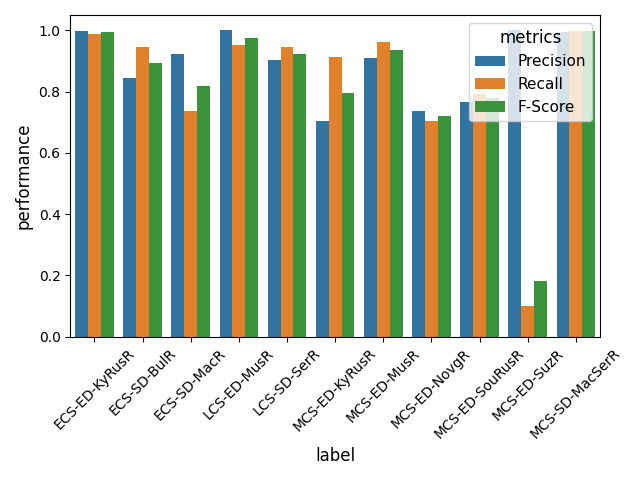 metrics
Precision
Recall
F-Score
performance
1.0
0.8
0.6
0.4
0.2
0.0
ECS-ED-KyRusR
ECS-SD-BulR
ECS-SD-MacR
LCS-ED-MusR
LCS-SD-SerR
MCS-ED-KyRusR
MCS-ED-MusR
MCS-ED-NovgR
MCS-ED-SouRusR
MCS-ED-SuzR
MCS-SD-MacSerR
label